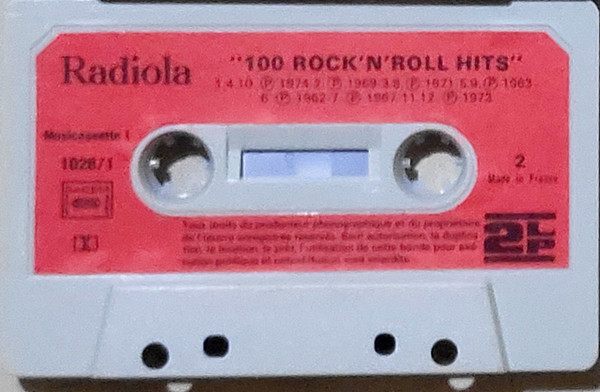 Radiola
"100 ROCK'N'ROLL HITS"
1.4.10. Ⓟ 1974-2. Ⓟ 1969-3.8. Ⓟ 1971-5.9. Ⓟ 1963
6 Ⓟ 1962-7 Ⓟ 1967-11.12. Ⓟ 1973
Musicassette 1
102871
2
Made in France
Tous droits du producteur phonographique et du propriétaire
de l'œuvre enregistrée réservés. Sauf autorisation, la duplica-
tion, la location, le prêt, l'utilisation de cette bande pour exé-
cution publique et radiodiffusion sont interdits.
2LP